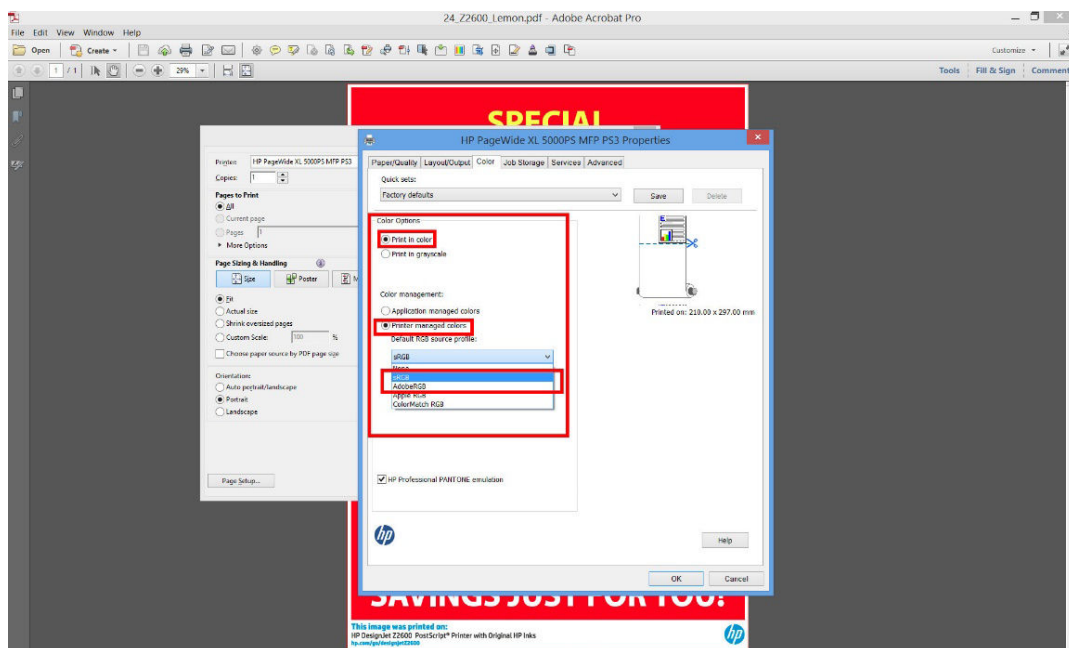 24_Z2600_Lemon.pdf - Adobe Acrobat Pro
File Edit View Window Help
Open Create Customize
1 / 1 29% Tools Fill & Sign Comment
SPECIAL
HP PageWide XL 5000PS MFP PS3 Properties
Printer: HP PageWide XL 5000PS MFP PS3
Copies: 1
Pages to Print
All
Current page
Pages 1
More Options
Page Sizing & Handling
Size Poster
Fit
Actual size
Shrink oversized pages
Custom Scale: 100 %
Choose paper source by PDF page size
Orientation:
Auto portrait/landscape
Portrait
Landscape
Page Setup...
Paper/Quality Layout/Output Color Job Storage Services Advanced
Quick sets:
Factory defaults Save Delete
Color Options
Print in color
Print in grayscale
Color management:
Application managed colors
Printer managed colors
Default RGB source profile:
sRGB
None
sRGB
AdobeRGB
Apple RGB
ColorMatch RGB
HP Professional PANTONE emulation
Printed on: 210.00 x 297.00 mm
hp
Help
OK Cancel
SAVINGS JUST FOR YOU!
This image was printed on:
HP DesignJet Z2600 PostScript® Printer with Original HP Inks
hp.com/go/designjetZ2600
hp